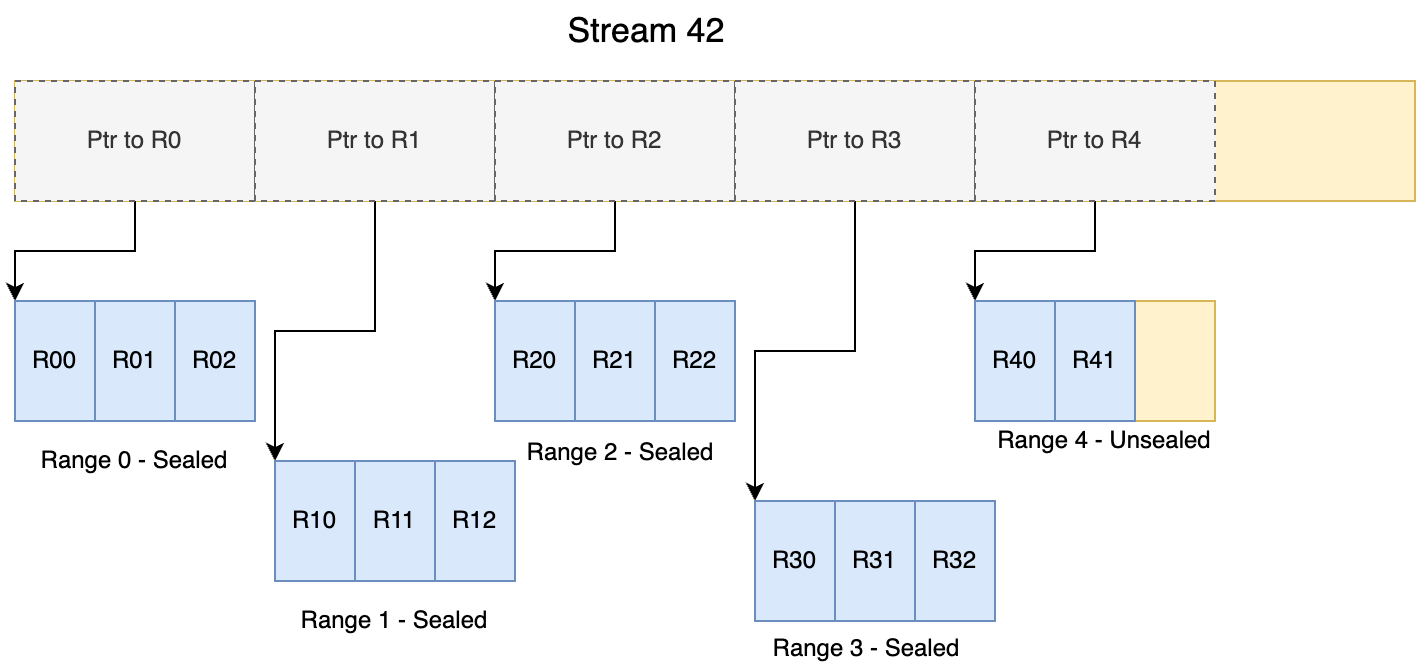 Stream 42
Ptr to R0
Ptr to R1
Ptr to R2
Ptr to R3
Ptr to R4
R00
R01
R02
Range 0 - Sealed
R10
R11
R12
Range 1 - Sealed
R20
R21
R22
Range 2 - Sealed
R30
R31
R32
Range 3 - Sealed
R40
R41
Range 4 - Unsealed